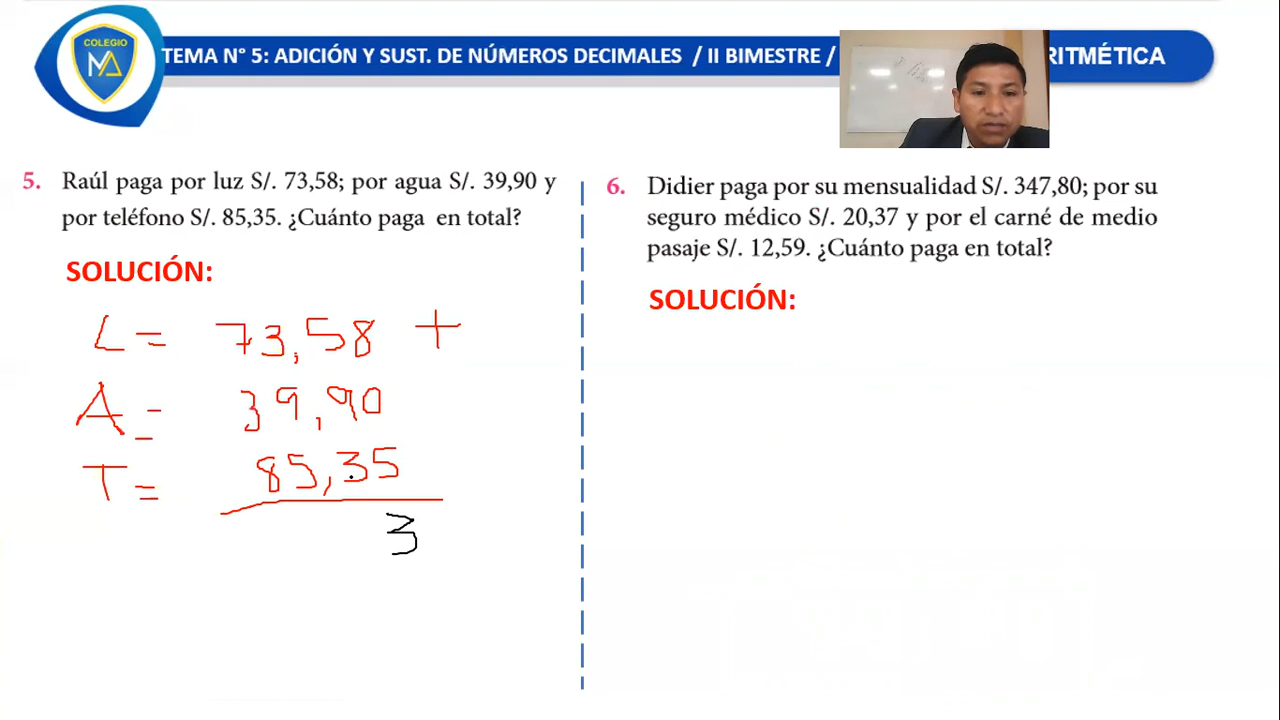 COLEGIO
TEMA N° 5: ADICIÓN Y SUST. DE NÚMEROS DECIMALES / II BIMESTRE / RITMÉTICA
5. Raúl paga por luz S/. 73,58; por agua S/. 39,90 y
por teléfono S/. 85,35. ¿Cuánto paga en total?
SOLUCIÓN:
L = 73,58 +
A = 39,90
T = 85,35
3
6. Didier paga por su mensualidad S/. 347,80; por su
seguro médico S/. 20,37 y por el carné de medio
pasaje S/. 12,59. ¿Cuánto paga en total?
SOLUCIÓN: